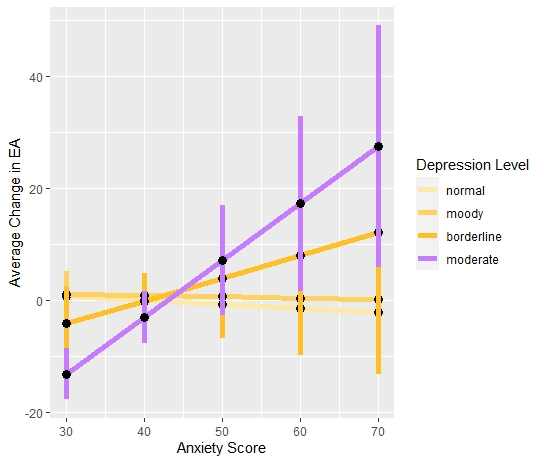 40
20
0
-20
30 40 50 60 70
Anxiety Score
Average Change in EA
Depression Level
normal
moody
borderline
moderate